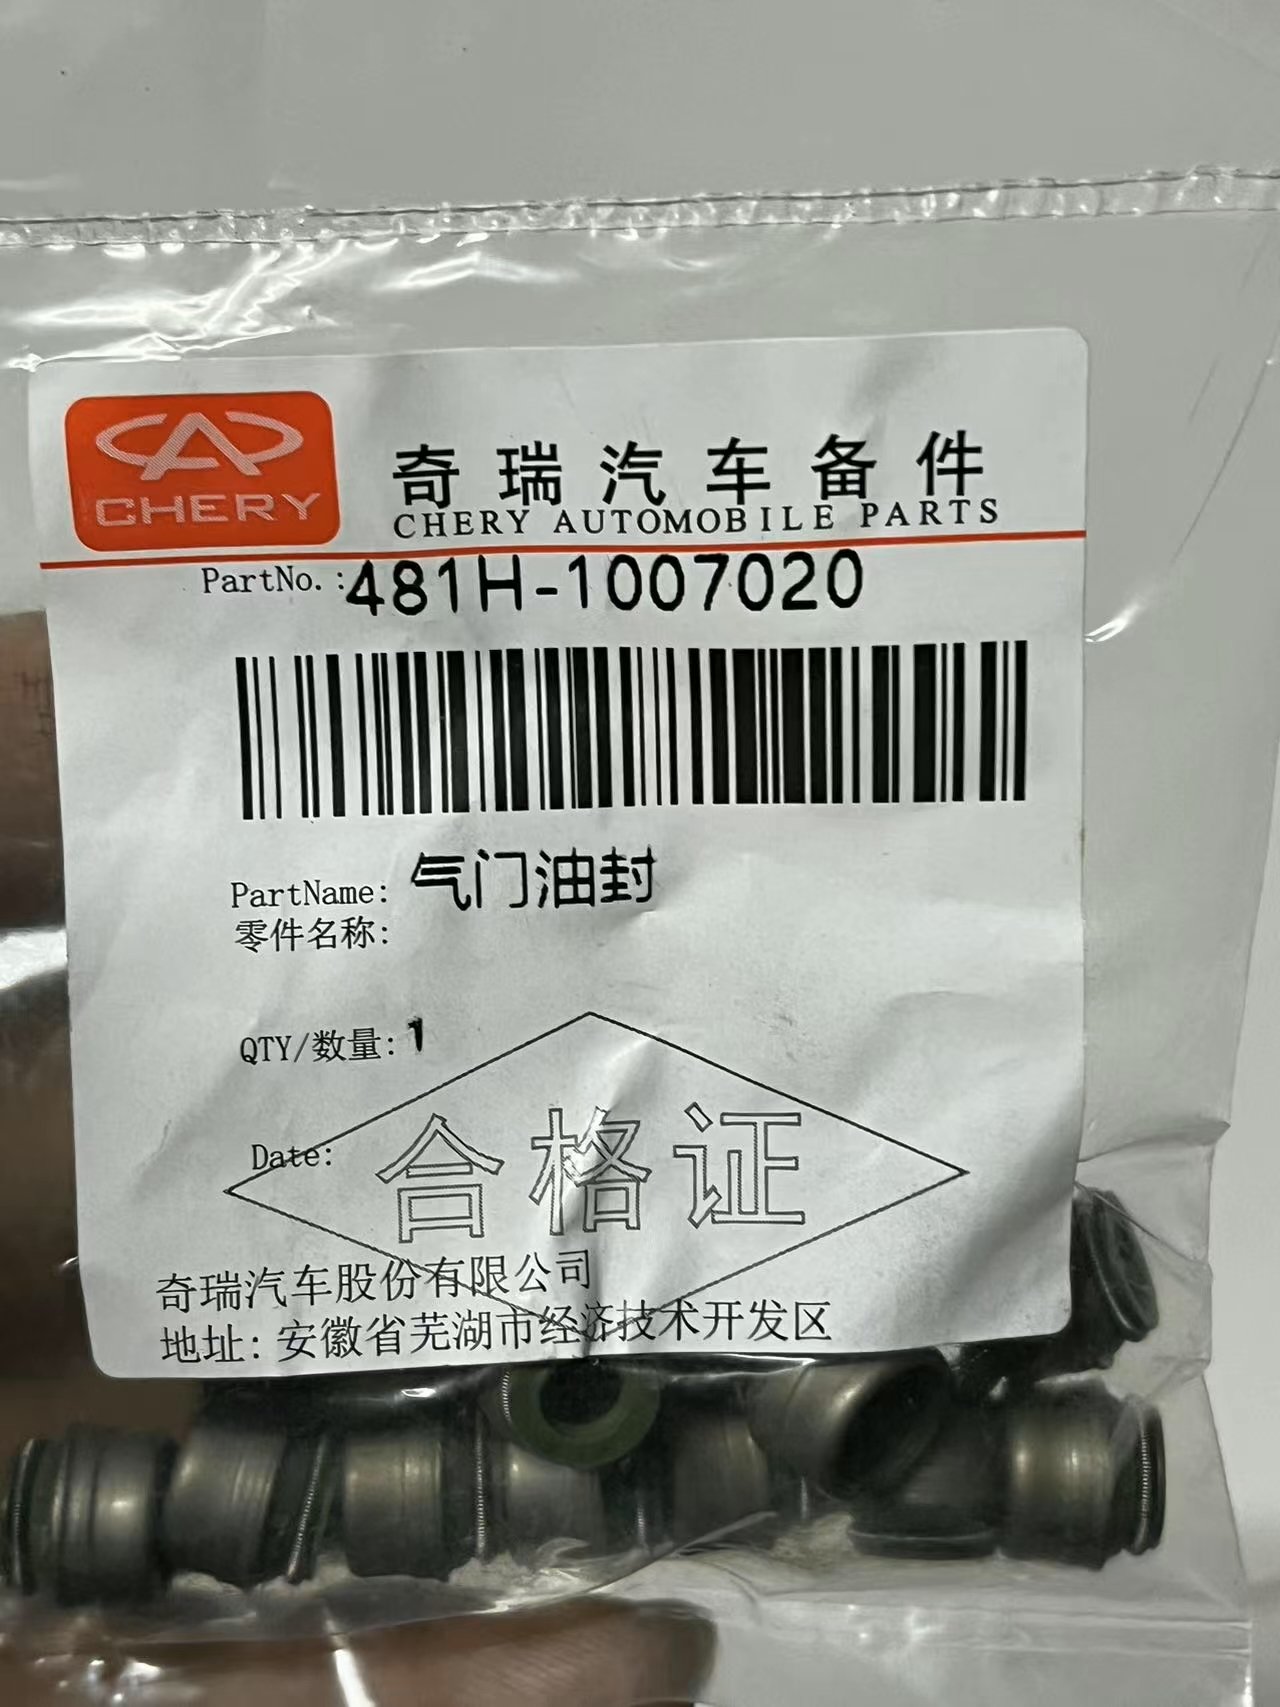 CHERY
奇瑞汽车备件
CHERY AUTOMOBILE PARTS
PartNo.:481H-1007020
PartName: 气门油封
零件名称:
QTY/数量:1
Date:
合格证
奇瑞汽车股份有限公司
地址: 安徽省芜湖市经济技术开发区